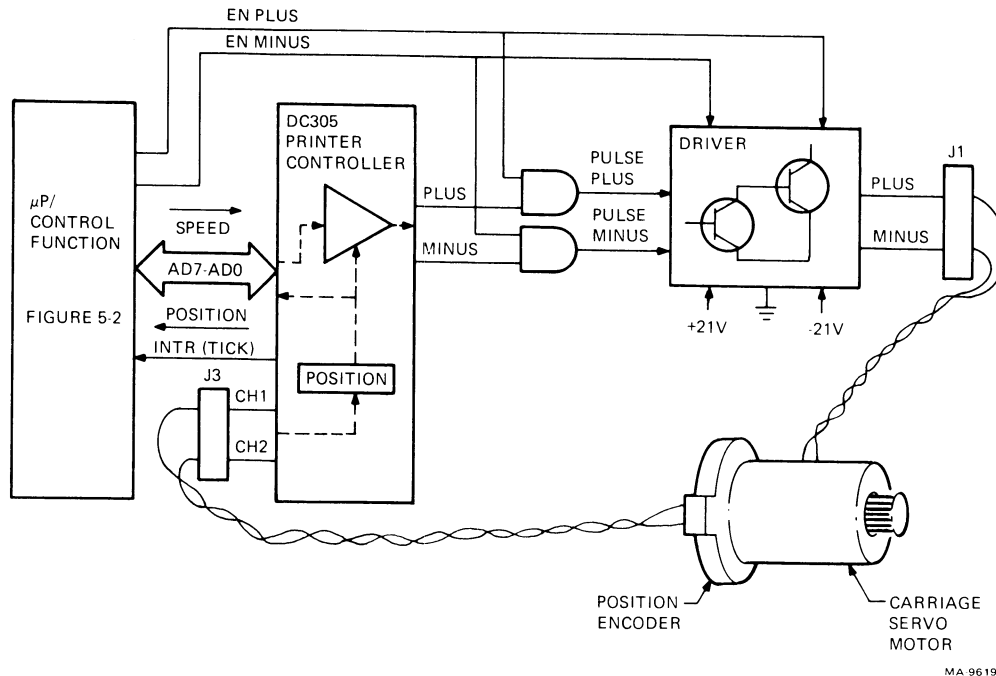 EN PLUS
EN MINUS
µP/
CONTROL
FUNCTION
FIGURE 5-2
SPEED
AD7-AD0
POSITION
INTR (TICK)
J3
CH1
CH2
DC305
PRINTER
CONTROLLER
POSITION
PLUS
MINUS
PULSE
PLUS
PULSE
MINUS
DRIVER
+21V
-21V
PLUS
MINUS
J1
POSITION
ENCODER
CARRIAGE
SERVO
MOTOR
MA-9619